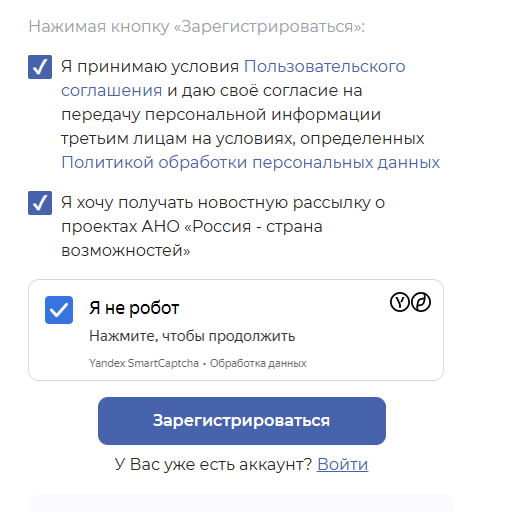 Нажимая кнопку «Зарегистрироваться»:
Я принимаю условия Пользовательского
соглашения и даю своё согласие на
передачу персональной информации
третьим лицам на условиях, определенных
Политикой обработки персональных данных
Я хочу получать новостную рассылку о
проектах АНО «Россия - страна
возможностей»
Я не робот
Нажмите, чтобы продолжить
Yandex SmartCaptcha • Обработка данных
Зарегистрироваться
У Вас уже есть аккаунт? Войти